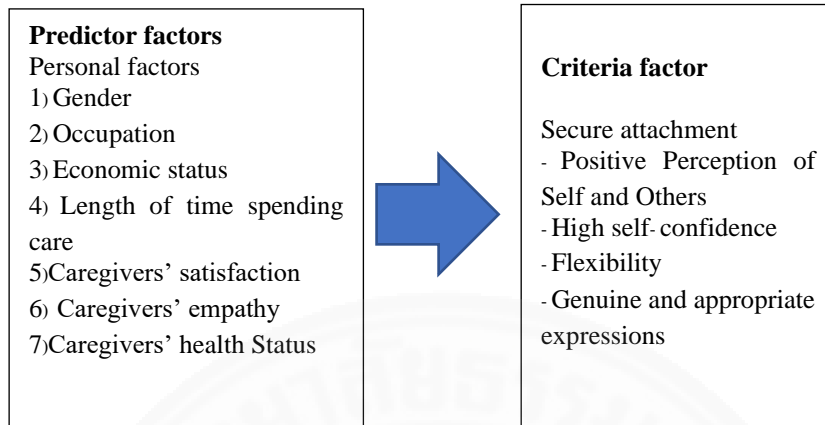 Predictor factors
Personal factors
1) Gender
2) Occupation
3) Economic status
4) Length of time spending
care
5)Caregivers' satisfaction
6) Caregivers' empathy
7)Caregivers' health Status
Criteria factor
Secure attachment
- Positive Perception of
Self and Others
- High self-confidence
- Flexibility
- Genuine and appropriate
expressions